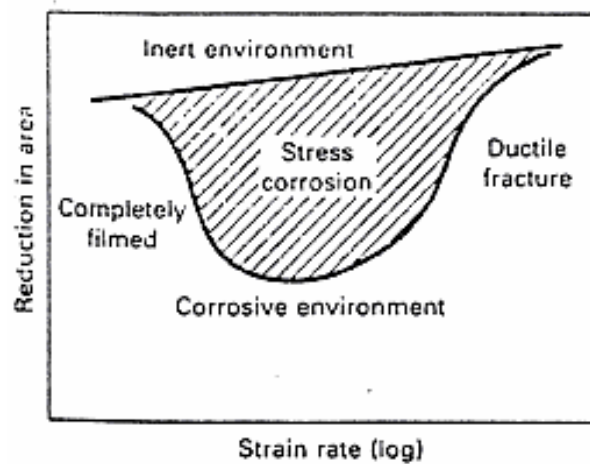 Inert environment
Stress
corrosion
Ductile
fracture
Completely
filmed
Corrosive environment
Reduction in area
Strain rate (log)